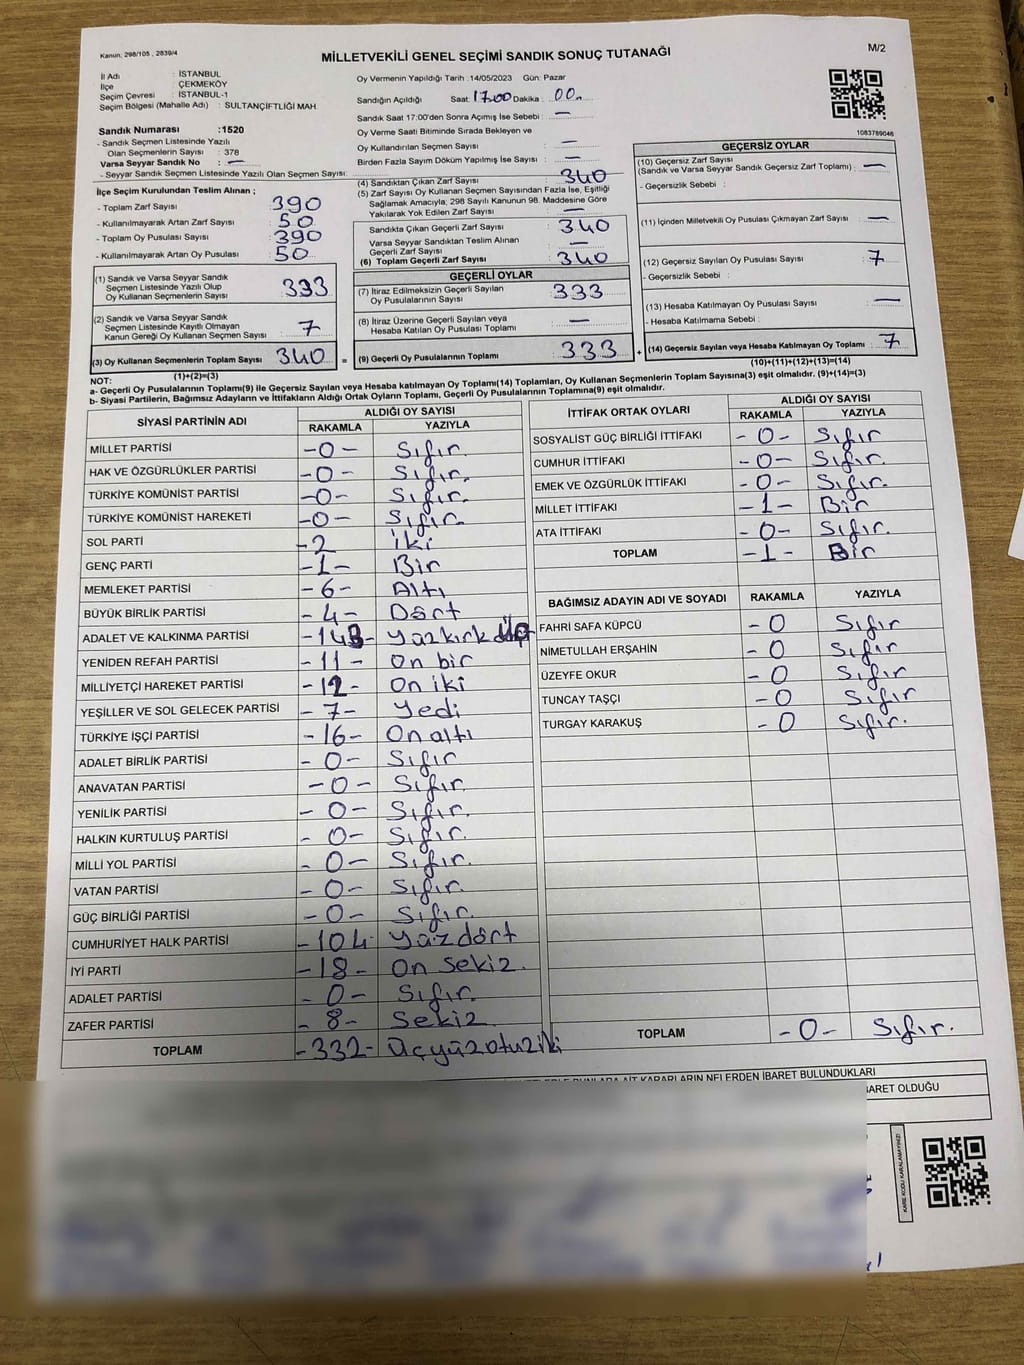 Kanun; 298/105 , 2839/4
MİLLETVEKİLİ GENEL SEÇİMİ SANDIK SONUÇ TUTANAĞI
M/2
İl Adı : İSTANBUL
İlçe : ÇEKMEKÖY
Seçim Çevresi : İSTANBUL-1
Seçim Bölgesi (Mahalle Adı) : SULTANÇİFTLİĞİ MAH.
Sandık Numarası :1520
- Sandık Seçmen Listesinde Yazılı
Olan Seçmenlerin Sayısı : 378
Varsa Seyyar Sandık No : —
- Seyyar Sandık Seçmen Listesinde Yazılı Olan Seçmen Sayısı:
Oy Vermenin Yapıldığı Tarih :14/05/2023 Gün: Pazar
Sandığın Açıldığı Saat: 17.00 Dakika : 00
Sandık Saat 17:00'den Sonra Açımış İse Sebebi : —
Oy Verme Saati Bitiminde Sırada Bekleyen ve
Oy Kullandırılan Seçmen Sayısı : —
Birden Fazla Sayım Döküm Yapılmış İse Sayısı : —
1083789046
İlçe Seçim Kurulundan Teslim Alınan ;
- Toplam Zarf Sayısı : 390
- Kullanılmayarak Artan Zarf Sayısı : 50
- Toplam Oy Pusulası Sayısı : 390
- Kullanılmayarak Artan Oy Pusulası : 50
(1) Sandık ve Varsa Seyyar Sandık
Seçmen Listesinde Yazılı Olup
Oy Kullanan Seçmenlerin Sayısı : 333
(2) Sandık ve Varsa Seyyar Sandık
Seçmen Listesinde Kayıtlı Olmayan
Kanun Gereği Oy Kullanan Seçmen Sayısı : 7
(3) Oy Kullanan Seçmenlerin Toplam Sayısı : 340 =
(1)+(2)=(3)
(4) Sandıktan Çıkan Zarf Sayısı : 340
(5) Zarf Sayısı Oy Kullanan Seçmen Sayısından Fazla İse, Eşitliği
Sağlamak Amacıyla; 298 Sayılı Kanunun 98. Maddesine Göre
Yakılarak Yok Edilen Zarf Sayısı : —
Sandıkta Çıkan Geçerli Zarf Sayısı : 340
Varsa Seyyar Sandıktan Teslim Alınan
Geçerli Zarf Sayısı : —
(6) Toplam Geçerli Zarf Sayısı : 340
GEÇERLİ OYLAR
(7) İtiraz Edilmeksizin Geçerli Sayılan
Oy Pusulalarının Sayısı : 333
(8) İtiraz Üzerine Geçerli Sayılan veya
Hesaba Katılan Oy Pusulası Toplamı : —
(9) Geçerli Oy Pusulalarının Toplamı : 333 +
GEÇERSİZ OYLAR
(10) Geçersiz Zarf Sayısı
(Sandık ve Varsa Seyyar Sandık Geçersiz Zarf Toplamı) : —
- Geçersizlik Sebebi :
(11) İçinden Milletvekili Oy Pusulası Çıkmayan Zarf Sayısı : —
(12) Geçersiz Sayılan Oy Pusulası Sayısı : 7
- Geçersizlik Sebebi :
(13) Hesaba Katılmayan Oy Pusulası Sayısı : —
- Hesaba Katılmama Sebebi :
(14) Geçersiz Sayılan veya Hesaba Katılmayan Oy Toplamı : 7
(10)+(11)+(12)+(13)=(14)
NOT:
a- Geçerli Oy Pusulalarının Toplamı(9) ile Geçersiz Sayılan veya Hesaba katılmayan Oy Toplamı(14) Toplamları, Oy Kullanan Seçmenlerin Toplam Sayısına(3) eşit olmalıdır. (9)+(14)=(3)
b- Siyasi Partilerin, Bağımsız Adayların ve İttifakların Aldığı Ortak Oyların Toplamı, Geçerli Oy Pusulalarının Toplamına(9) eşit olmalıdır.
SİYASİ PARTİNİN ADI
ALDIĞI OY SAYISI
RAKAMLA YAZIYLA
MİLLET PARTİSİ -0- Sıfır.
HAK VE ÖZGÜRLÜKLER PARTİSİ -0- Sıfır.
TÜRKİYE KOMÜNİST PARTİSİ -0- Sıfır.
TÜRKİYE KOMÜNİST HAREKETİ -0- Sıfır.
SOL PARTİ -2 iki
GENÇ PARTİ -1- Bir
MEMLEKET PARTİSİ -6- Altı
BÜYÜK BİRLİK PARTİSİ -4- Dört
ADALET VE KALKINMA PARTİSİ -148- yüzkırk
YENİDEN REFAH PARTİSİ -11- On bir
MİLLİYETÇİ HAREKET PARTİSİ -12- On iki
YEŞİLLER VE SOL GELECEK PARTİSİ -7- Yedi
TÜRKİYE İŞÇİ PARTİSİ -16- On altı
ADALET BİRLİK PARTİSİ -0- Sıfır
ANAVATAN PARTİSİ -0- Sıfır.
YENİLİK PARTİSİ -0- Sıfır.
HALKIN KURTULUŞ PARTİSİ -0- Sıfır.
MİLLİ YOL PARTİSİ -0- Sıfır.
VATAN PARTİSİ -0- Sıfır.
GÜÇ BİRLİĞİ PARTİSİ -0- Sıfır.
CUMHURİYET HALK PARTİSİ -104- yüzdört
İYİ PARTİ -18- On Sekiz.
ADALET PARTİSİ -0- Sıfır.
ZAFER PARTİSİ -8- Sekiz
TOPLAM -332- Üçyüzotuziki
İTTİFAK ORTAK OYLARI
ALDIĞI OY SAYISI
RAKAMLA YAZIYLA
SOSYALİST GÜÇ BİRLİĞİ İTTİFAKI -0- Sıfır
CUMHUR İTTİFAKI -0- Sıfır.
EMEK VE ÖZGÜRLÜK İTTİFAKI -0- Sıfır.
MİLLET İTTİFAKI -1- Bir
ATA İTTİFAKI -0- Sıfır.
TOPLAM -1- Bir
BAĞIMSIZ ADAYIN ADI VE SOYADI RAKAMLA YAZIYLA
FAHRİ SAFA KÜPCÜ -0 Sıfır
NİMETULLAH ERŞAHİN -0 Sıfır
ÜZEYFE OKUR -0 Sıfır
TUNCAY TAŞÇI -0 Sıfır
TURGAY KARAKUŞ -0 Sıfır.
TOPLAM -0- Sıfır.
KARARLARIN NELERDEN İBARET BULUNDUKLARI
İBARET OLDUĞU
KARE KODU KARALAMAYINIZ!